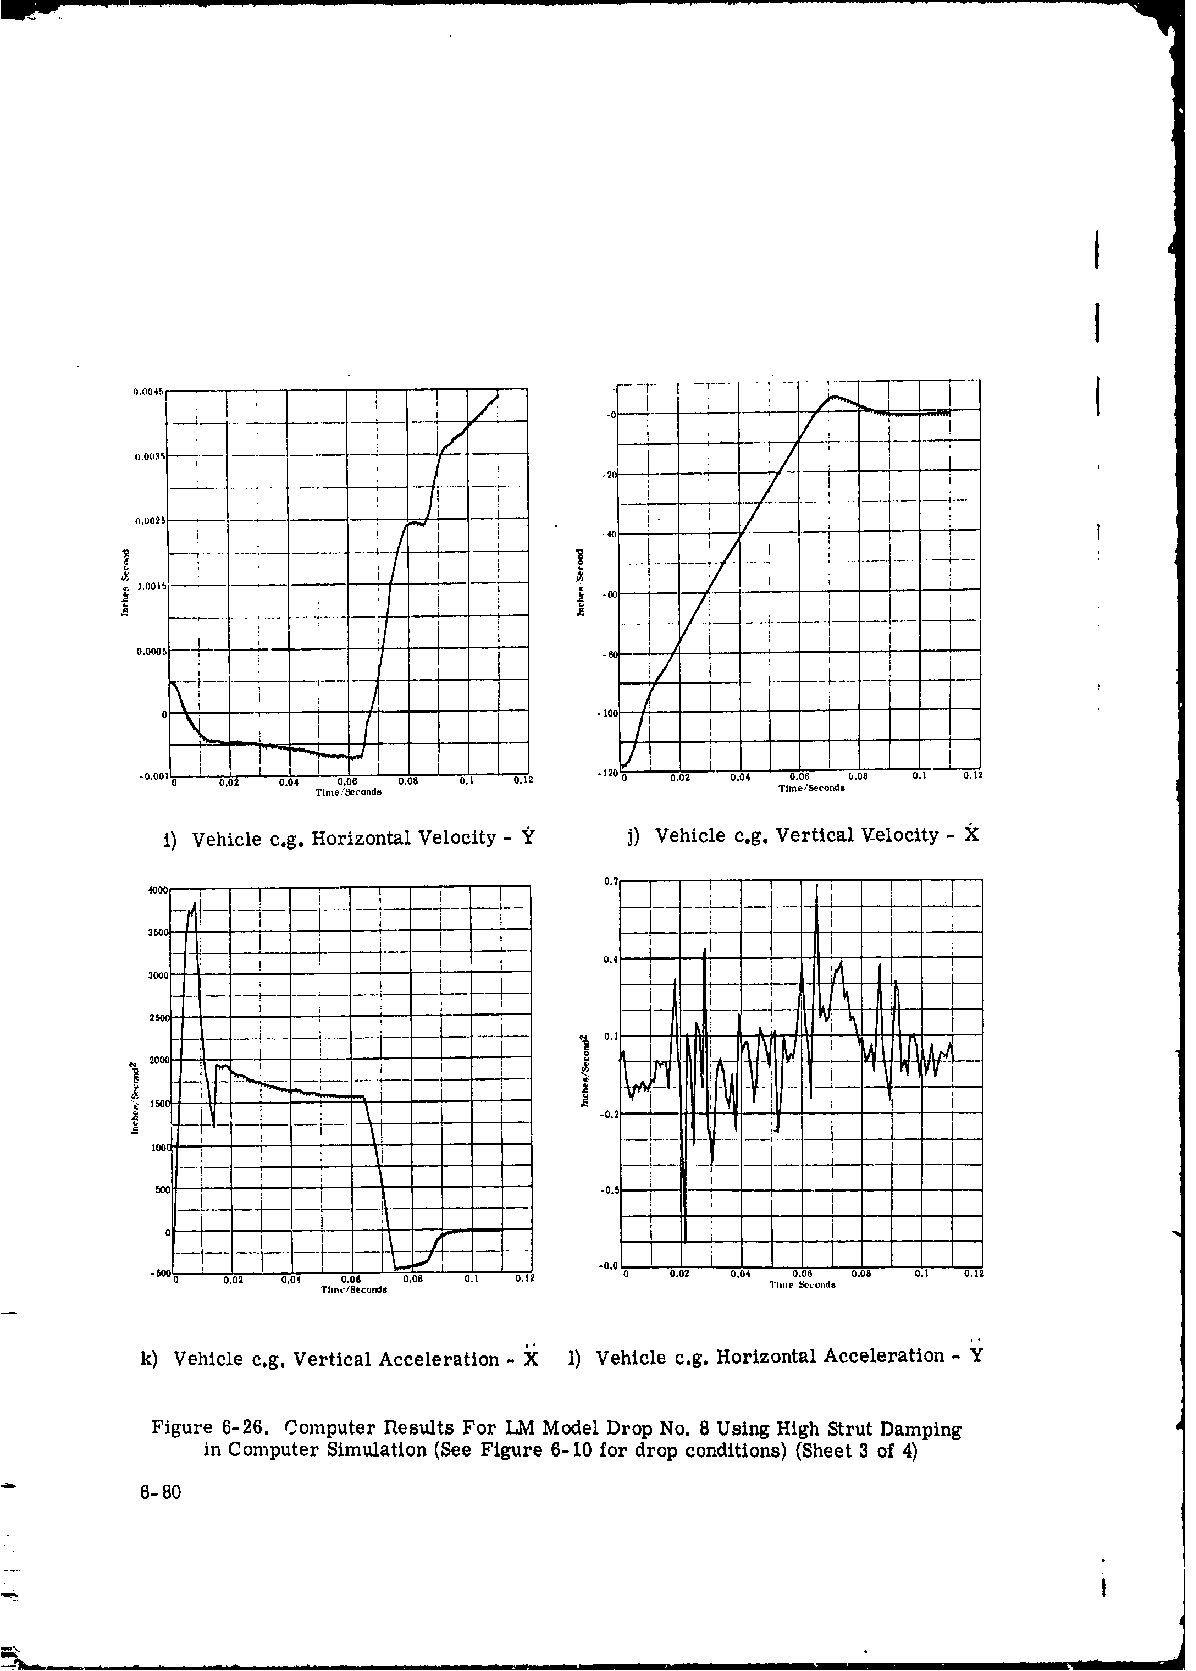 0.0045
0.0035
0.0025
0.0015
0.0005
0
-0.001
Inches Second
0 0.02 0.04 0.06 0.08 0.1 0.12
Time/Seconds
i) Vehicle c.g. Horizontal Velocity - Ẏ
-0
-20
-40
-60
-80
-100
-120
Inches Second
0 0.02 0.04 0.06 0.08 0.1 0.12
Time/Seconds
j) Vehicle c.g. Vertical Velocity - Ẋ
4000
3500
3000
2500
2000
1500
1000
500
0
-500
Inches/Second²
0 0.02 0.04 0.06 0.08 0.1 0.12
Time/Seconds
k) Vehicle c.g. Vertical Acceleration - Ẍ
0.7
0.4
0.1
-0.2
-0.5
Inches/Second²
0 0.02 0.04 0.06 0.08 0.1 0.12
Time Seconds
l) Vehicle c.g. Horizontal Acceleration - Ÿ
Figure 6-26. Computer Results For LM Model Drop No. 8 Using High Strut Damping
in Computer Simulation (See Figure 6-10 for drop conditions) (Sheet 3 of 4)
6-80